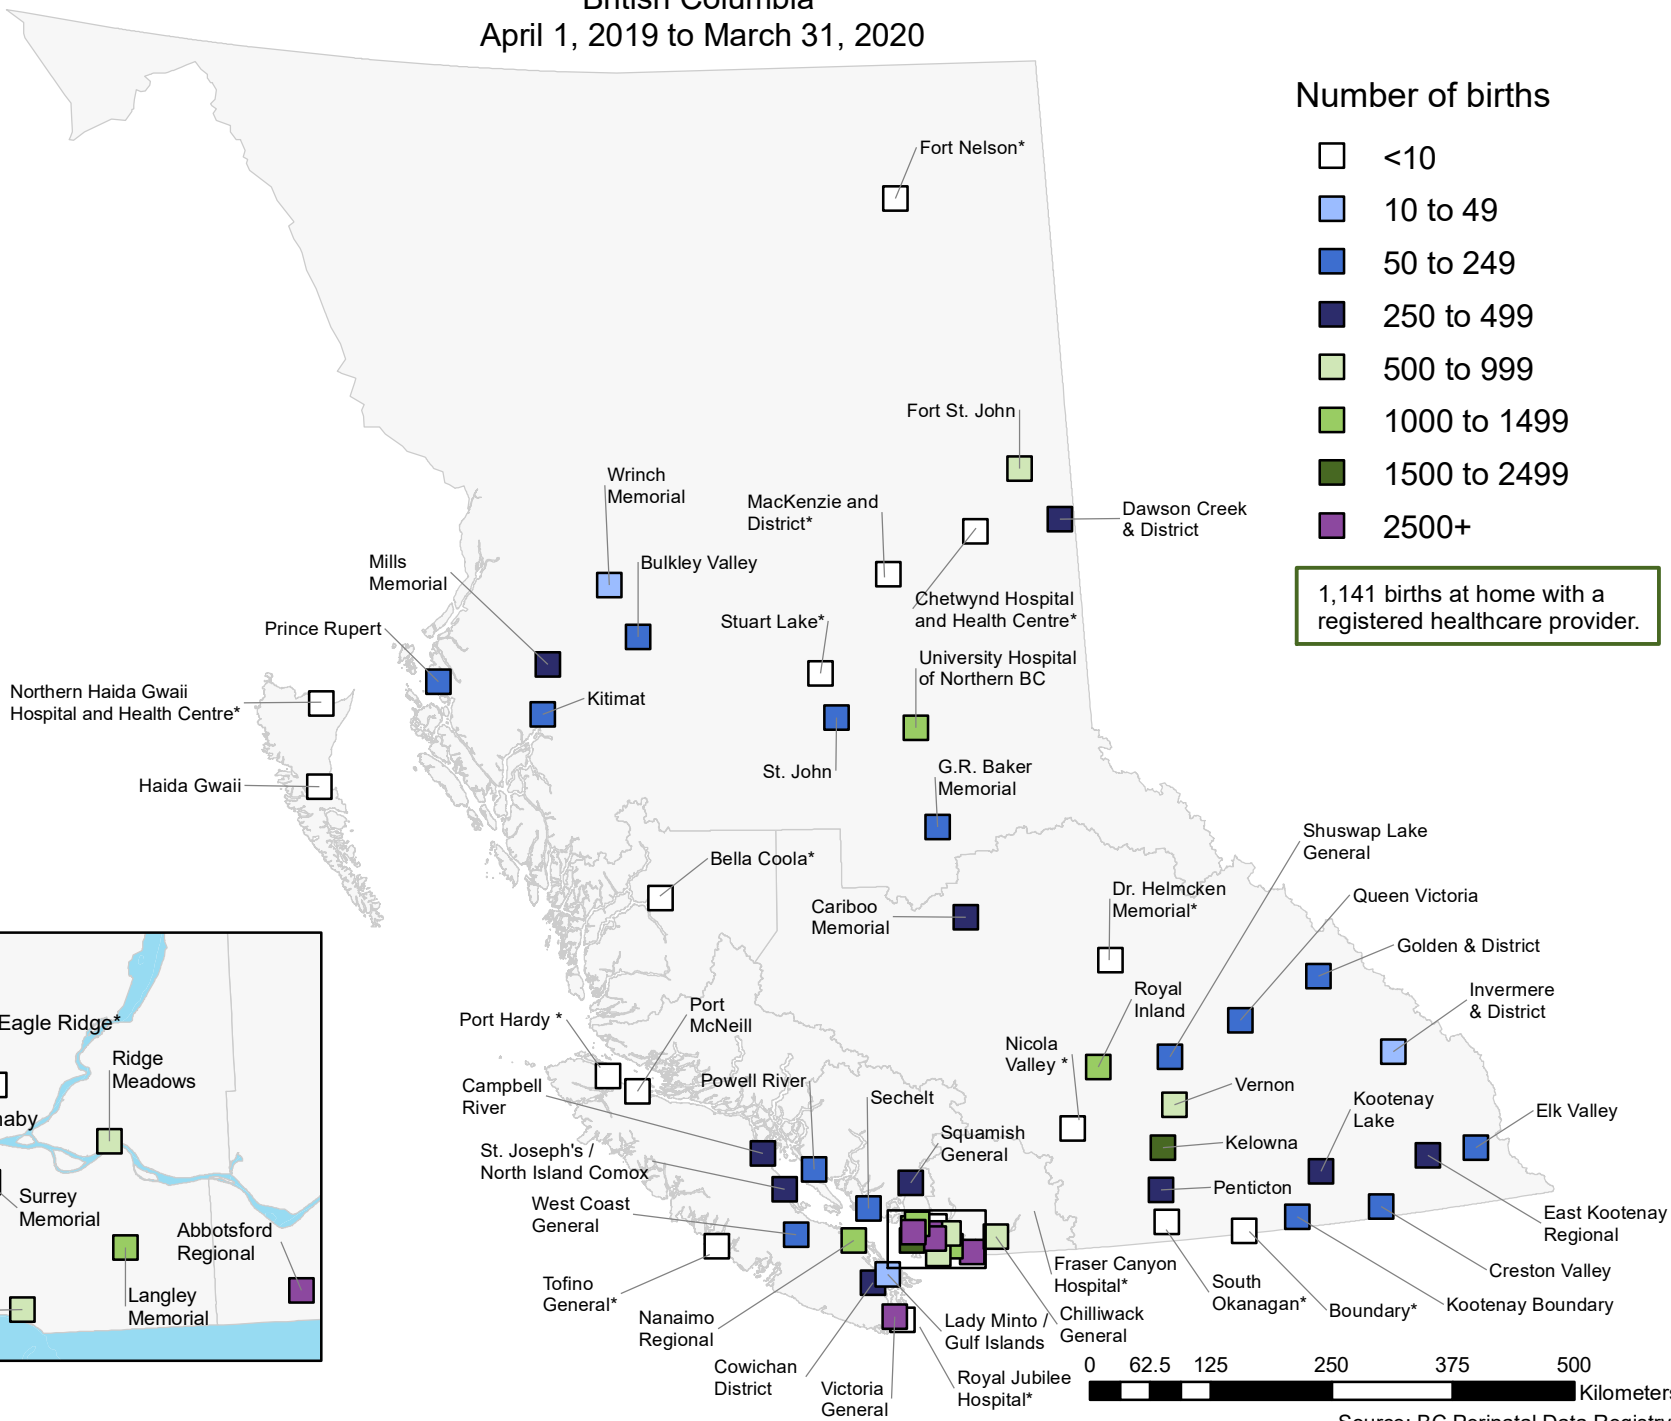 British Columbia
April 1, 2019 to March 31, 2020
Number of births
<10
10 to 49
50 to 249
250 to 499
500 to 999
1000 to 1499
1500 to 2499
2500+
1,141 births at home with a
registered healthcare provider.
Fort Nelson*
Fort St. John
Wrinch
Memorial
MacKenzie and
District*
Dawson Creek
& District
Mills
Memorial
Bulkley Valley
Chetwynd Hospital
and Health Centre*
Stuart Lake*
Prince Rupert
University Hospital
of Northern BC
Northern Haida Gwaii
Hospital and Health Centre*
Kitimat
Haida Gwaii
St. John
G.R. Baker
Memorial
Shuswap Lake
General
Bella Coola*
Dr. Helmcken
Memorial*
Queen Victoria
Cariboo
Memorial
Golden & District
Royal
Inland
Invermere
& District
Port
McNeill
Port Hardy *
Nicola
Valley *
Campbell
River
Powell River
Sechelt
Vernon
Kootenay
Lake
Elk Valley
Squamish
General
Kelowna
St. Joseph's /
North Island Comox
Penticton
West Coast
General
East Kootenay
Regional
Tofino
General*
Fraser Canyon
Hospital*
South
Okanagan*
Creston Valley
Boundary*
Kootenay Boundary
Nanaimo
Regional
Lady Minto /
Gulf Islands
Chilliwack
General
Cowichan
District
Victoria
General
Royal Jubilee
Hospital*
Eagle Ridge*
Ridge
Meadows
naby
Surrey
Memorial
Abbotsford
Regional
Langley
Memorial
0 62.5 125 250 375 500
Kilometers
Source: BC Perinatal Data Registry